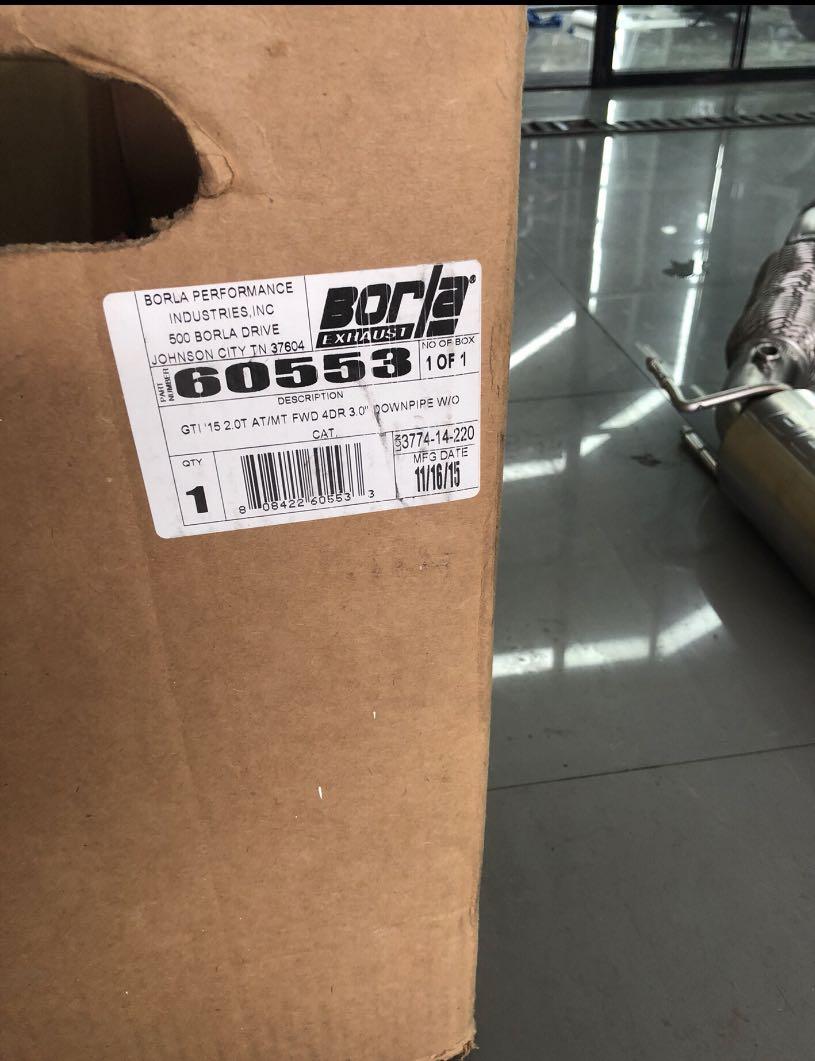 BORLA PERFORMANCE
INDUSTRIES,INC
500 BORLA DRIVE
JOHNSON CITY TN 37604
Borla®
EXHAUST
PART NUMBER
60553
NO OF BOX
1 OF 1
DESCRIPTION
GTI '15 2.0T AT/MT FWD 4DR 3.0" DOWNPIPE W/O
CAT.
QTY
1
8 08422 60553 3
3774-14-220
MFG DATE
11/16/15